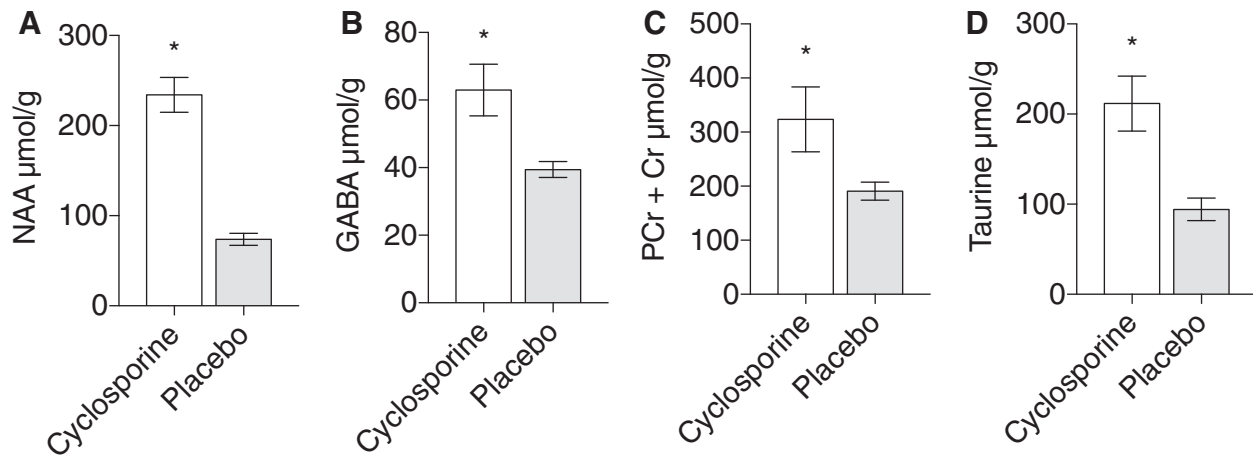 A
NAA µmol/g
300
200
100
0
*
Cyclosporine
Placebo
B
GABA µmol/g
80
60
40
20
0
*
Cyclosporine
Placebo
C
PCr + Cr µmol/g
500
400
300
200
100
0
*
Cyclosporine
Placebo
D
Taurine µmol/g
300
200
100
0
*
Cyclosporine
Placebo